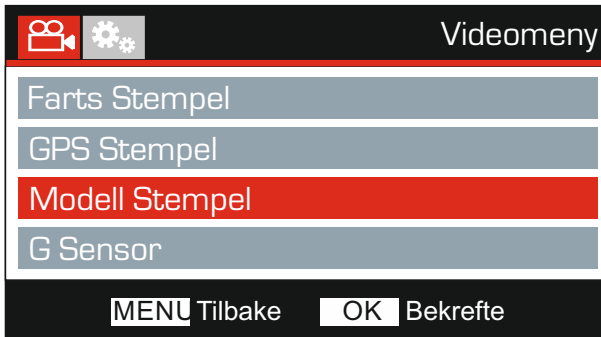 Videomeny
Farts Stempel
GPS Stempel
Modell Stempel
G Sensor
MENU Tilbake OK Bekrefte